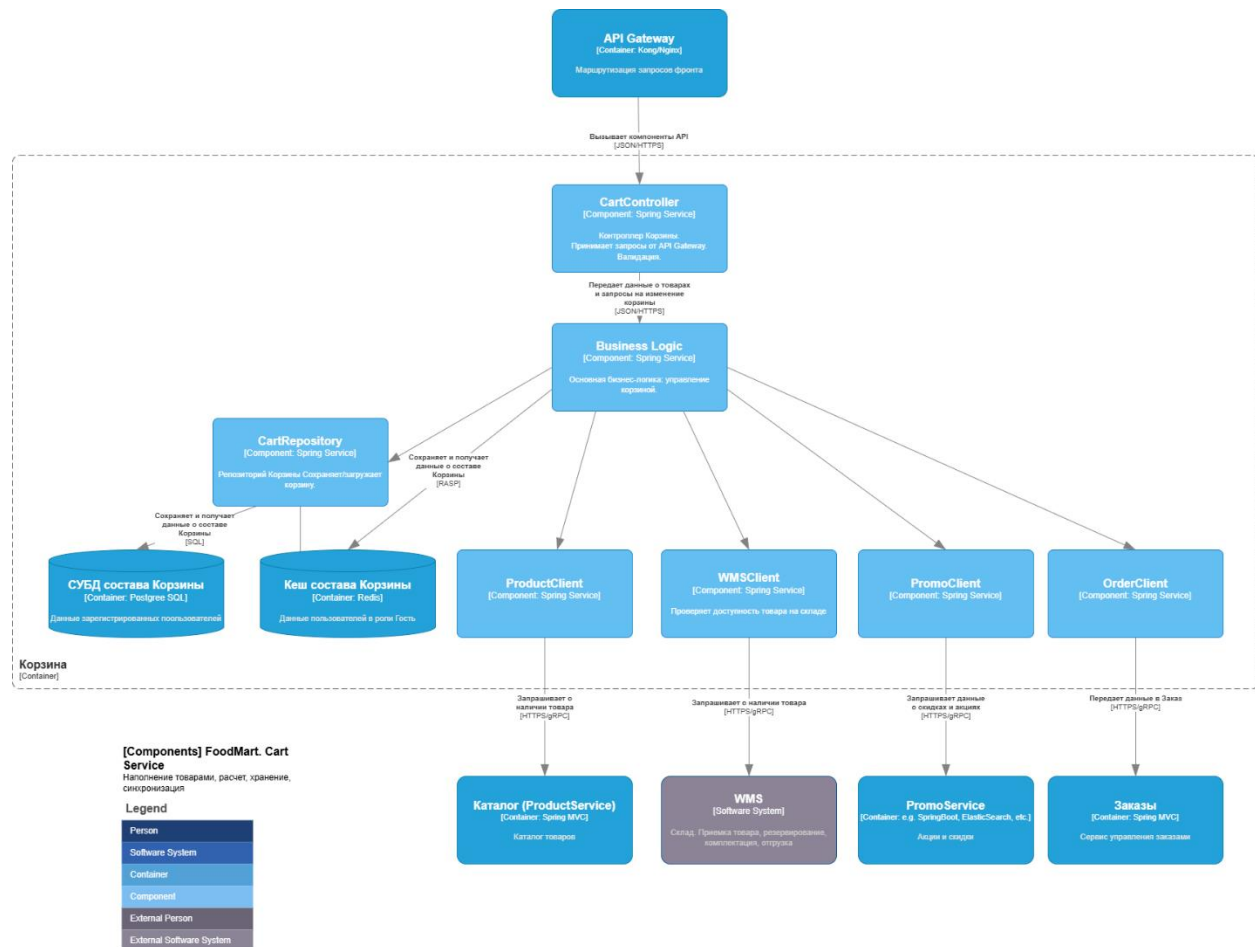 API Gateway
[Container: Kong/Nginx]
Маршрутизация запросов фронта
Вызывает компоненты API
[JSON/HTTPS]
CartController
[Component: Spring Service]
Контроллер Корзины.
Принимает запросы от API Gateway.
Валидация.
Передает данные о товарах
и запросы на изменение
корзины
[JSON/HTTPS]
Business Logic
[Component: Spring Service]
Основная бизнес-логика: управление
корзиной.
CartRepository
[Component: Spring Service]
Репозиторий Корзины Сохраняет/загружает
корзину.
Сохраняет и получает
данные о составе
Корзины
[RASP]
Сохраняет и получает
данные о составе
Корзины
[SQL]
СУБД состава Корзины
[Container: Postgree SQL]
Данные зарегистрированных поользователей
Кеш состава Корзины
[Container: Redis]
Данные пользователей в роли Гость
ProductClient
[Component: Spring Service]
WMSClient
[Component: Spring Service]
Проверяет доступность товара на складе
PromoClient
[Component: Spring Service]
OrderClient
[Component: Spring Service]
Корзина
[Container]
Запрашивает о
наличии товара
[HTTPS/gRPC]
Запрашивает о наличии товара
[HTTPS/gRPC]
Запрашивает данные
о скидках и акциях
[HTTPS/gRPC]
Передает данные в Заказ
[HTTPS/gRPC]
Каталог (ProductService)
[Container: Spring MVC]
Каталог товаров
WMS
[Software System]
Склад. Приемка товара, резервирование,
комплектация, отгрузка
PromoService
[Container: e.g. SpringBoot, ElasticSearch, etc.]
Акции и скидки
Заказы
[Container: Spring MVC]
Сервис управления заказами
[Components] FoodMart. Cart
Service
Наполнение товарами, расчет, хранение,
синхронизация
Legend
Person
Software System
Container
Component
External Person
External Software System